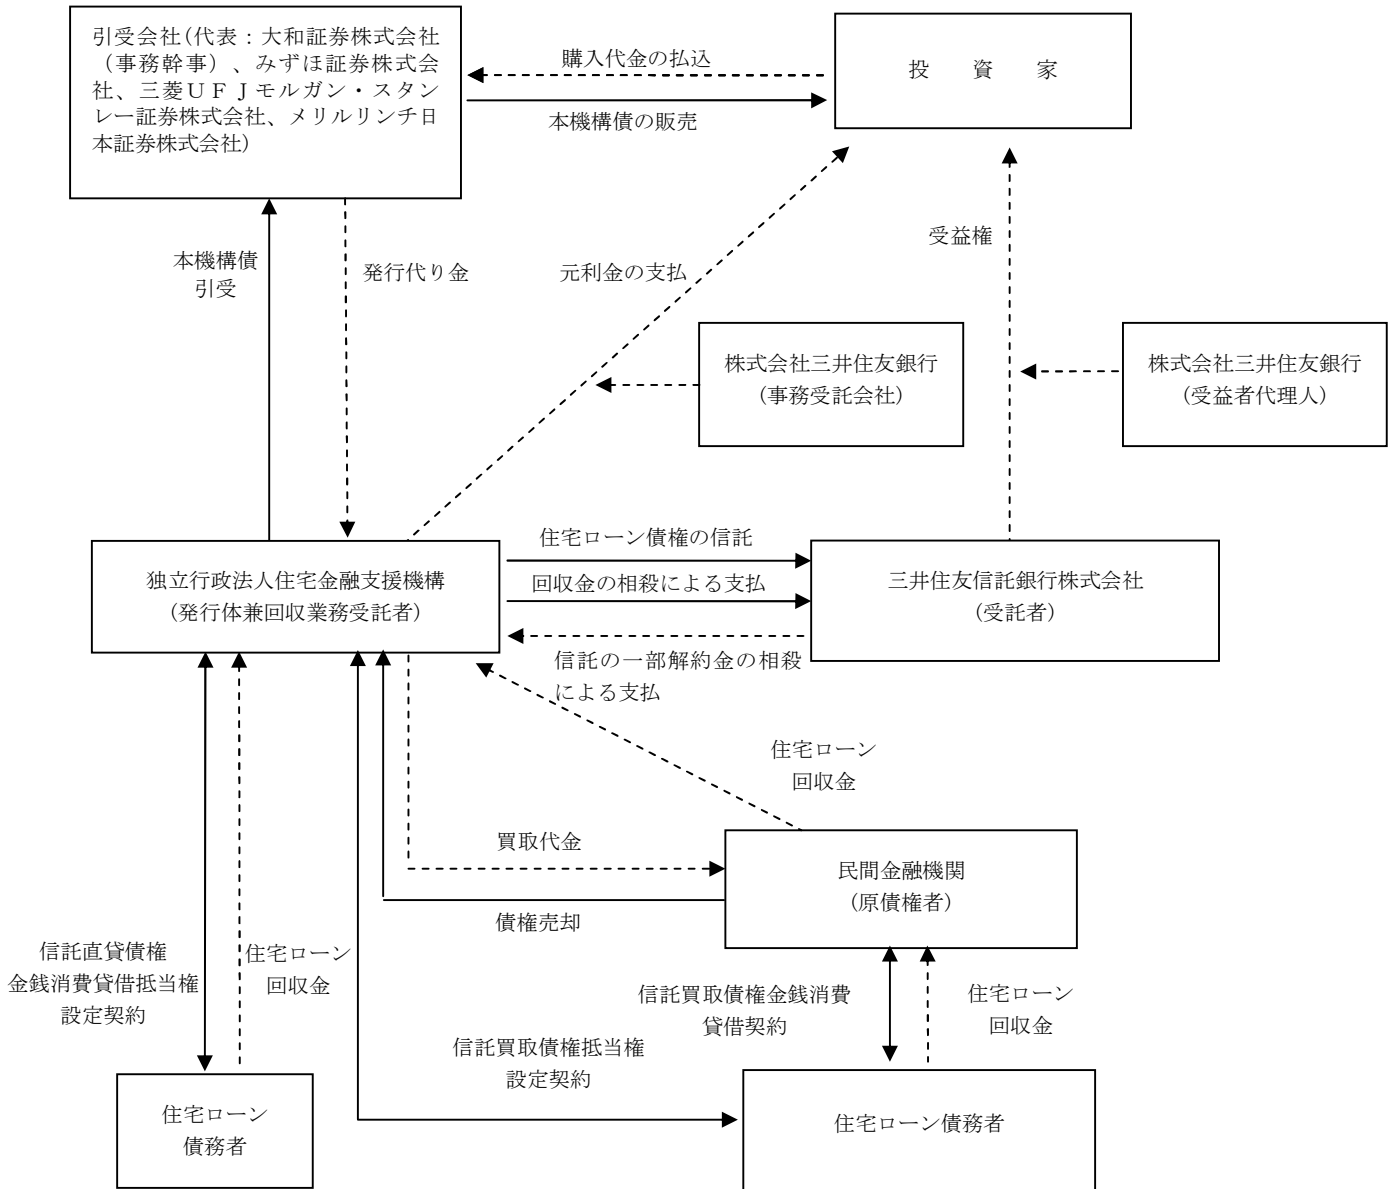 引受会社(代表：大和証券株式会社
（事務幹事）、みずほ証券株式会
社、三菱ＵＦＪモルガン・スタン
レー証券株式会社、メリルリンチ日
本証券株式会社)
購入代金の払込
本機構債の販売
投　資　家
本機構債
引受
発行代り金
元利金の支払
受益権
株式会社三井住友銀行
（事務受託会社）
株式会社三井住友銀行
（受益者代理人）
独立行政法人住宅金融支援機構
（発行体兼回収業務受託者）
住宅ローン債権の信託
回収金の相殺による支払
信託の一部解約金の相殺
による支払
三井住友信託銀行株式会社
（受託者）
住宅ローン
回収金
買取代金
債権売却
民間金融機関
（原債権者）
信託直貸債権
金銭消費貸借抵当権
設定契約
住宅ローン
回収金
信託買取債権金銭消費
貸借契約
住宅ローン
回収金
信託買取債権抵当権
設定契約
住宅ローン
債務者
住宅ローン債務者